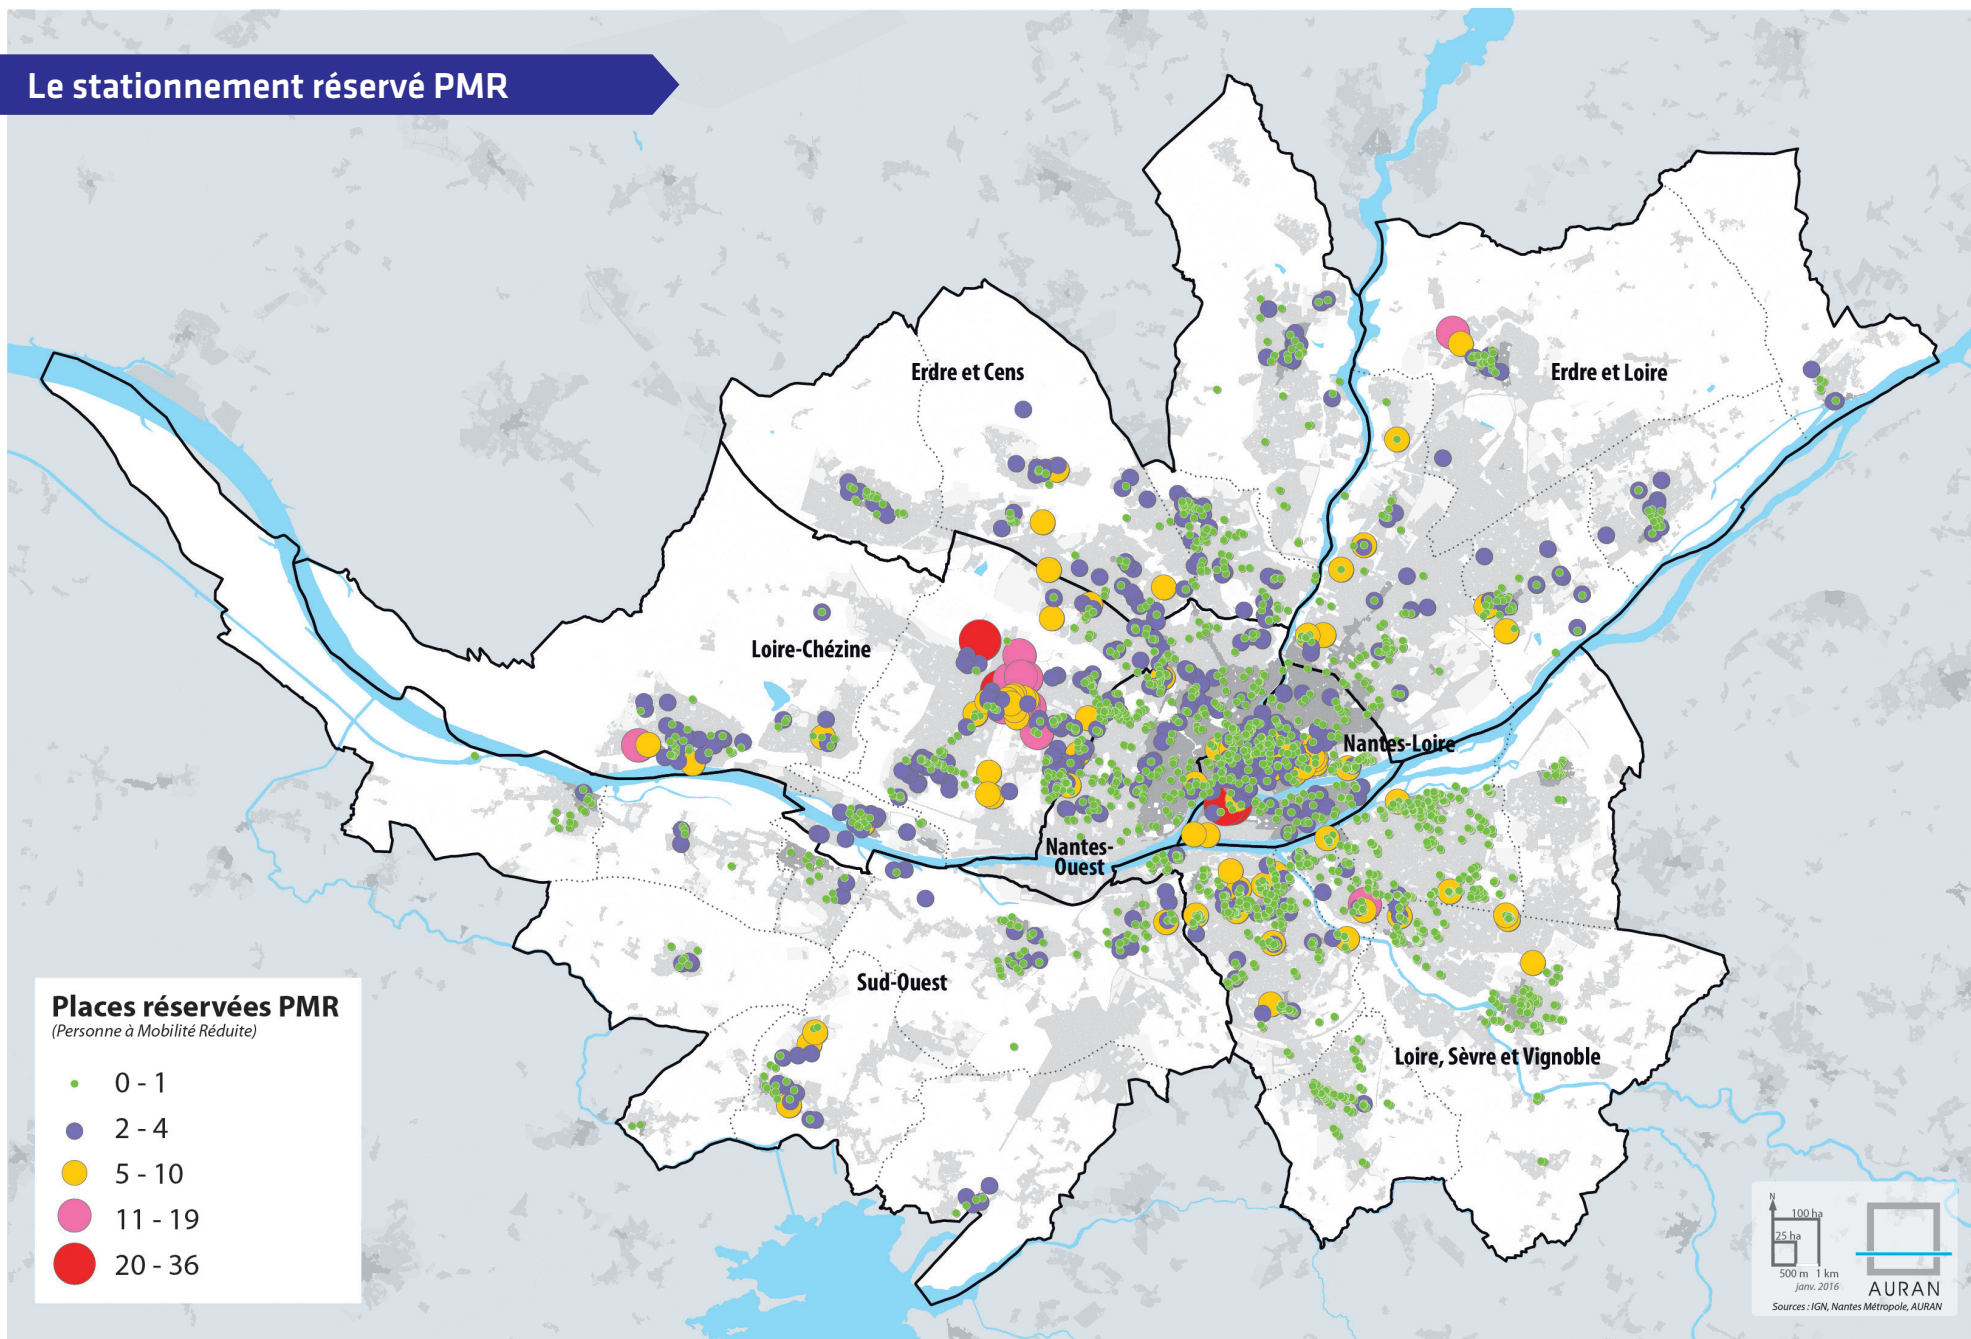 Le stationnement réservé PMR
Erdre et Cens
Erdre et Loire
Loire-Chézine
Nantes-Loire
Nantes-
Ouest
Sud-Ouest
Loire, Sèvre et Vignoble
Places réservées PMR
(Personne à Mobilité Réduite)
0 - 1
2 - 4
5 - 10
11 - 19
20 - 36
N
100 ha
25 ha
500 m 1 km
janv. 2016
AURAN
Sources : IGN, Nantes Métropole, AURAN